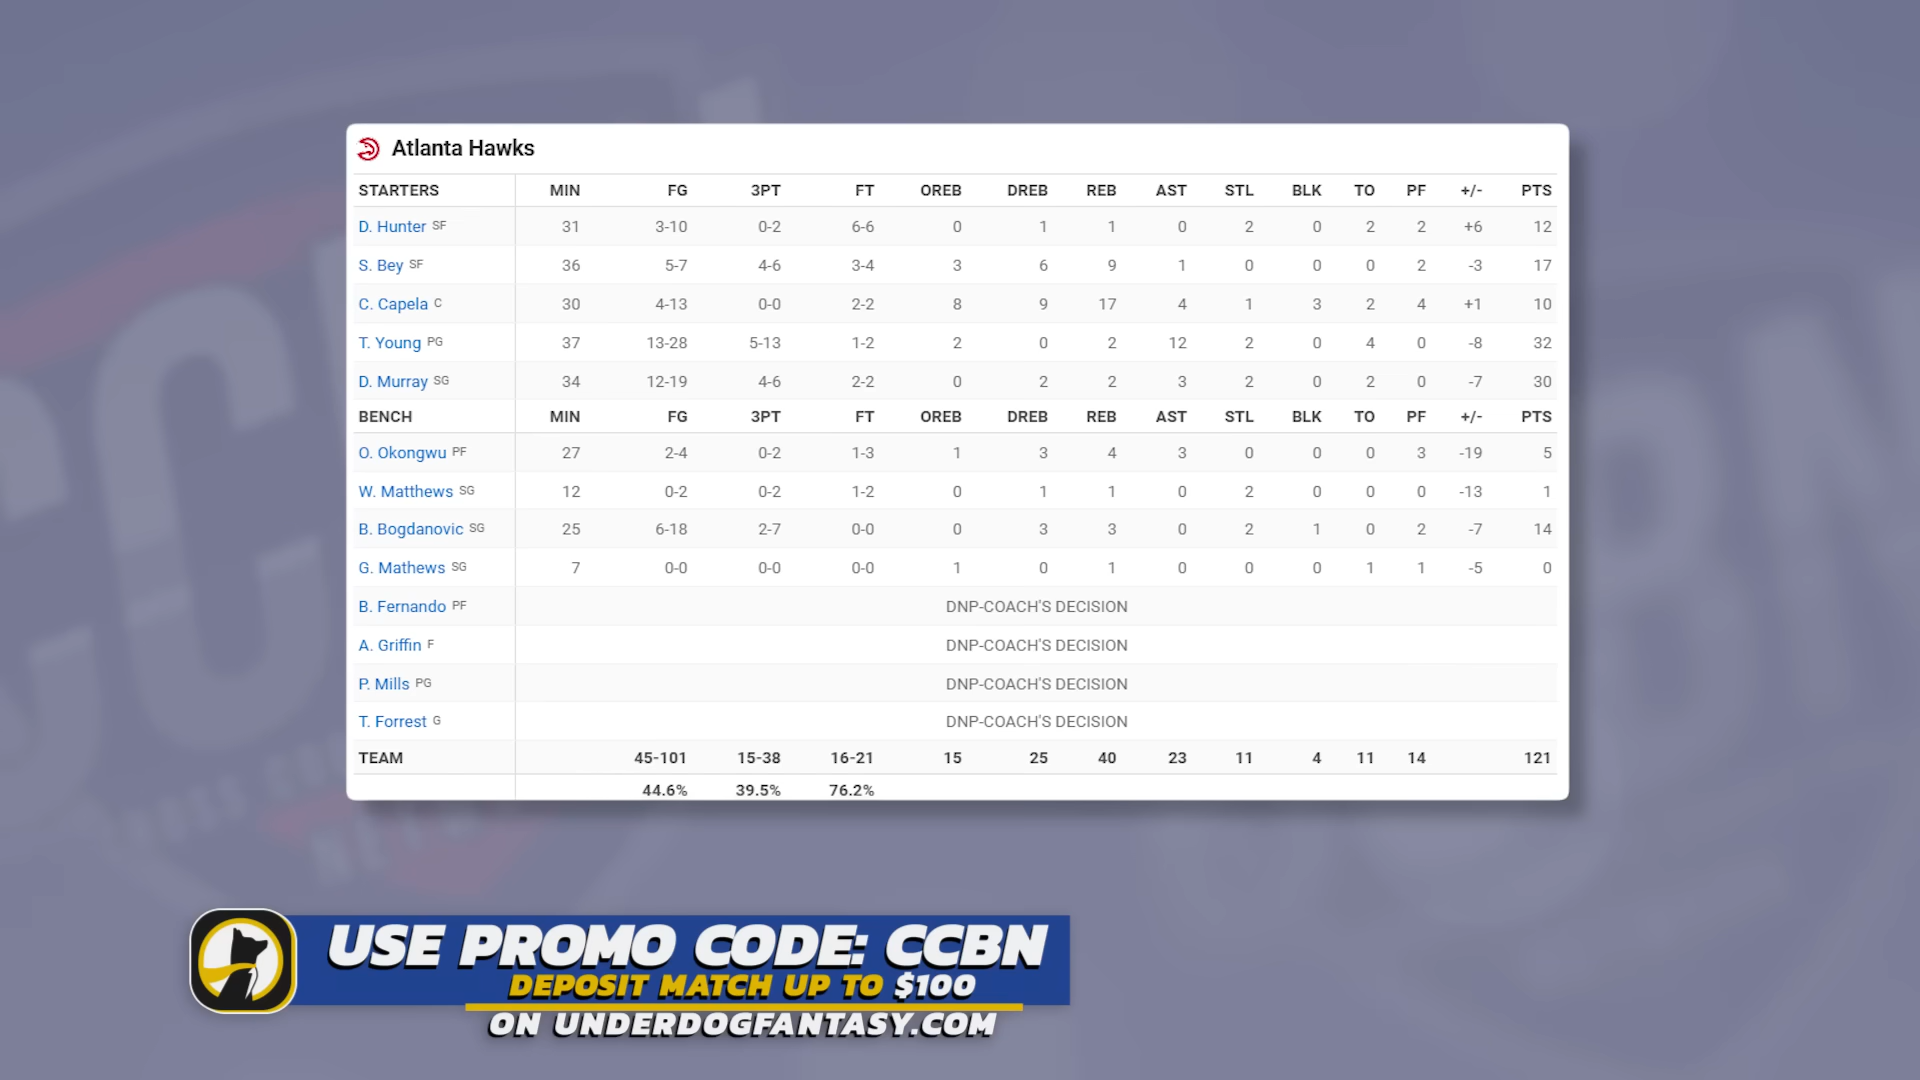 Atlanta Hawks
STARTERS MIN FG 3PT FT OREB DREB REB AST STL BLK TO PF +/- PTS
D. Hunter SF 31 3-10 0-2 6-6 0 1 1 0 2 0 2 2 +6 12
S. Bey SF 36 5-7 4-6 3-4 3 6 9 1 0 0 0 2 -3 17
C. Capela C 30 4-13 0-0 2-2 8 9 17 4 1 3 2 4 +1 10
T. Young PG 37 13-28 5-13 1-2 2 0 2 12 2 0 4 0 -8 32
D. Murray SG 34 12-19 4-6 2-2 0 2 2 3 2 0 2 0 -7 30
BENCH MIN FG 3PT FT OREB DREB REB AST STL BLK TO PF +/- PTS
O. Okongwu PF 27 2-4 0-2 1-3 1 3 4 3 0 0 0 3 -19 5
W. Matthews SG 12 0-2 0-2 1-2 0 1 1 0 2 0 0 0 -13 1
B. Bogdanovic SG 25 6-18 2-7 0-0 0 3 3 0 2 1 0 2 -7 14
G. Mathews SG 7 0-0 0-0 0-0 1 0 1 0 0 0 1 1 -5 0
B. Fernando PF DNP-COACH'S DECISION
A. Griffin F DNP-COACH'S DECISION
P. Mills PG DNP-COACH'S DECISION
T. Forrest G DNP-COACH'S DECISION
TEAM 45-101 15-38 16-21 15 25 40 23 11 4 11 14 121
44.6% 39.5% 76.2%
USE PROMO CODE: CCBN
DEPOSIT MATCH UP TO $100
ON UNDERDOGFANTASY.COM